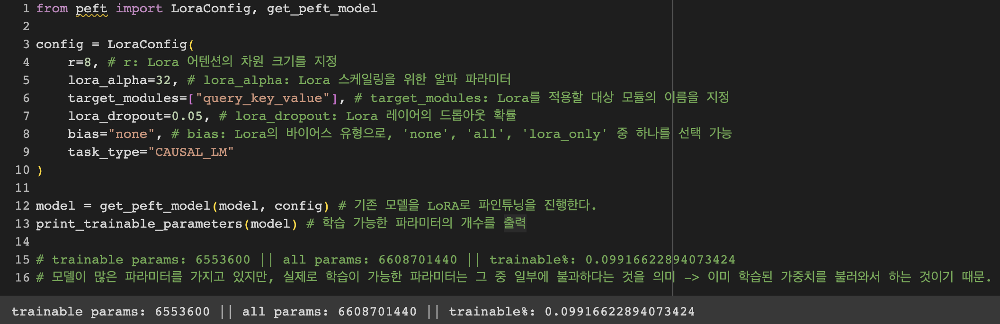 1 from peft import LoraConfig, get_peft_model
2
3 config = LoraConfig(
4     r=8, # r: Lora 어텐션의 차원 크기를 지정
5     lora_alpha=32, # lora_alpha: Lora 스케일링을 위한 알파 파라미터
6     target_modules=["query_key_value"], # target_modules: Lora를 적용할 대상 모듈의 이름을 지정
7     lora_dropout=0.05, # lora_dropout: Lora 레이어의 드롭아웃 확률
8     bias="none", # bias: Lora의 바이어스 유형으로, 'none', 'all', 'lora_only' 중 하나를 선택 가능
9     task_type="CAUSAL_LM"
10 )
11
12 model = get_peft_model(model, config) # 기존 모델을 LoRA로 파인튜닝을 진행한다.
13 print_trainable_parameters(model) # 학습 가능한 파라미터의 개수를 출력
14
15 # trainable params: 6553600 || all params: 6608701440 || trainable%: 0.09916622894073424
16 # 모델이 많은 파라미터를 가지고 있지만, 실제로 학습이 가능한 파라미터는 그 중 일부에 불과하다는 것을 의미 -> 이미 학습된 가중치를 불러와서 하는 것이기 때문.
trainable params: 6553600 || all params: 6608701440 || trainable%: 0.09916622894073424